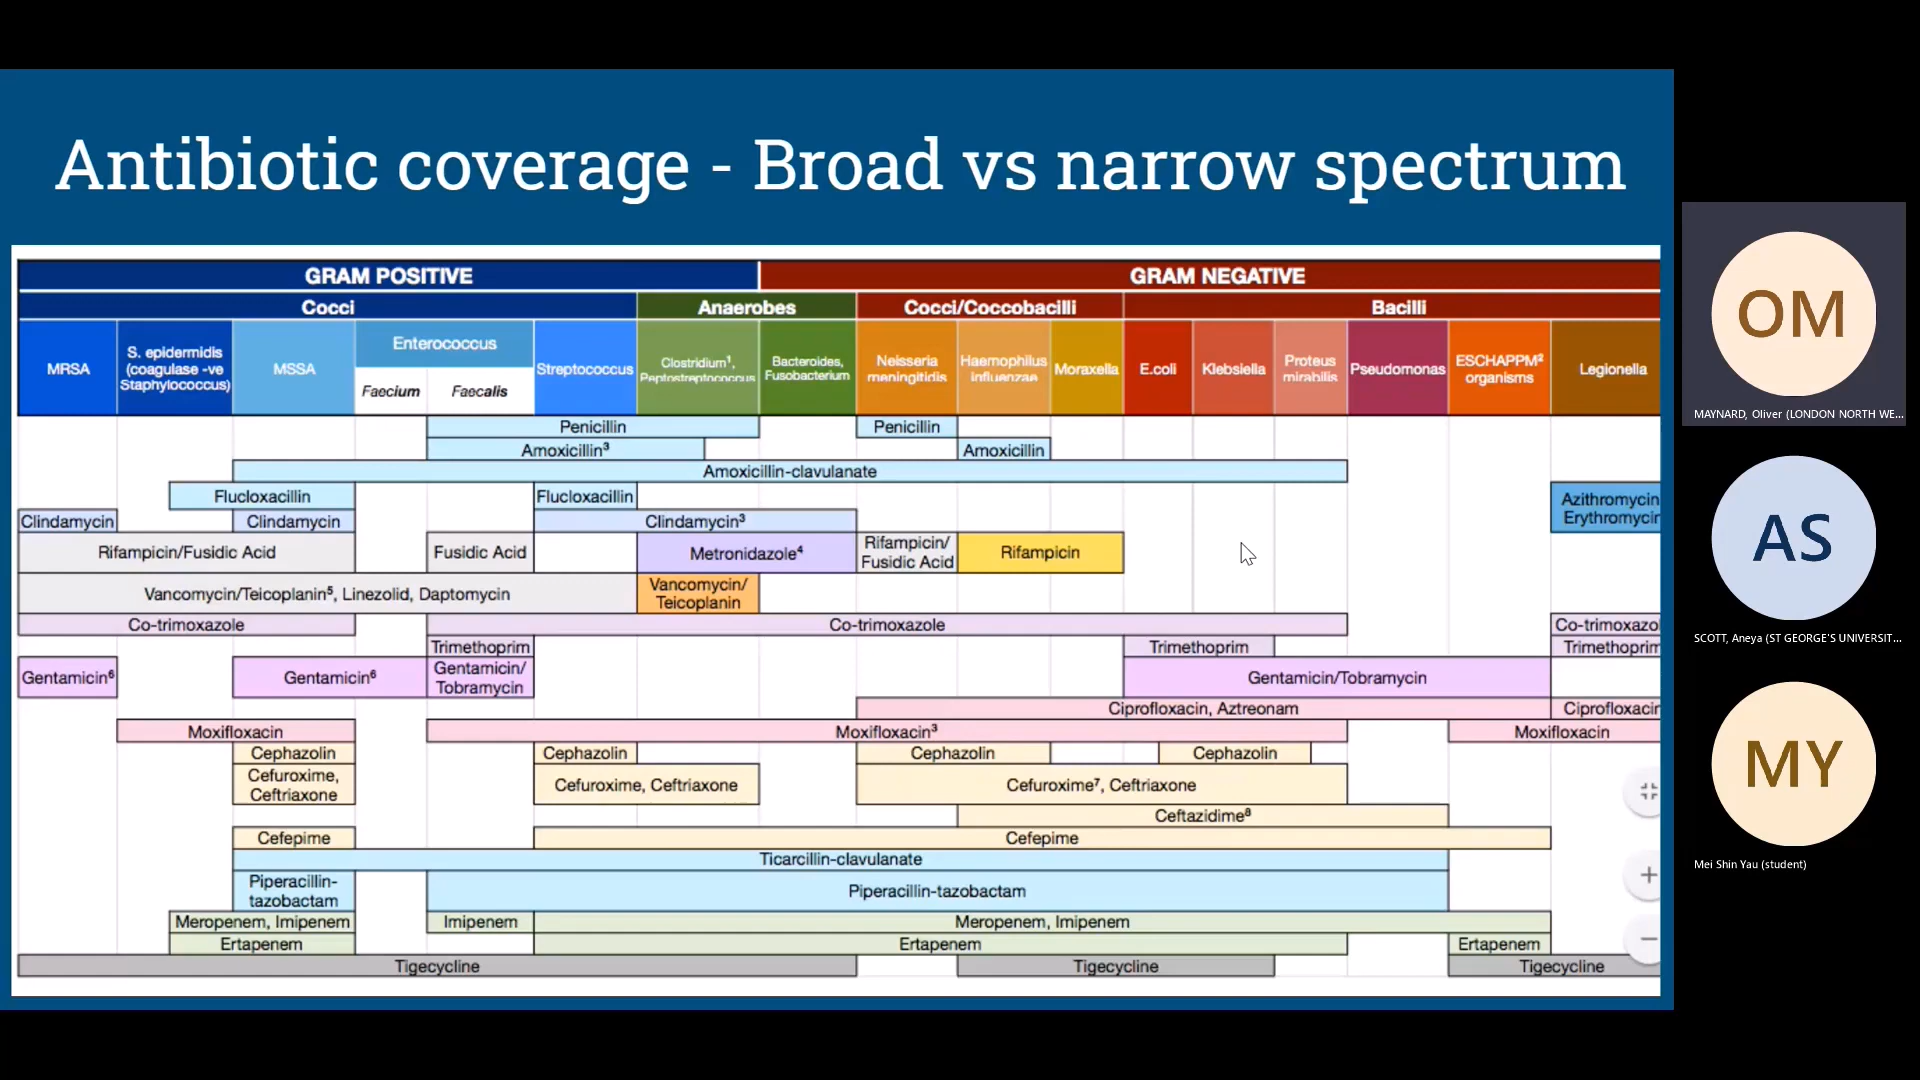 Antibiotic coverage - Broad vs narrow spectrum
GRAM POSITIVE
GRAM NEGATIVE
Cocci
Anaerobes
Cocci/Coccobacilli
Bacilli
MRSA
S. epidermidis
(coagulase -ve
Staphylococcus)
MSSA
Enterococcus
Faecium
Faecalis
Streptococcus
Clostridium¹,
Peptostreptococcus
Bacteroides,
Fusobacterium
Neisseria
meningitidis
Haemophilus
influenzae
Moraxella
E.coli
Klebsiella
Proteus
mirabilis
Pseudomonas
ESCHAPPM²
organisms
Legionella
Penicillin
Penicillin
Amoxicillin³
Amoxicillin
Amoxicillin-clavulanate
Flucloxacillin
Flucloxacillin
Azithromycin
Erythromycin
Clindamycin
Clindamycin
Clindamycin³
Rifampicin/Fusidic Acid
Fusidic Acid
Metronidazole⁴
Rifampicin/
Fusidic Acid
Rifampicin
Vancomycin/Teicoplanin⁵, Linezolid, Daptomycin
Vancomycin/
Teicoplanin
Co-trimoxazole
Co-trimoxazole
Co-trimoxazol
Trimethoprim
Trimethoprim
Trimethoprim
Gentamicin⁶
Gentamicin⁶
Gentamicin/
Tobramycin
Gentamicin/Tobramycin
Ciprofloxacin, Aztreonam
Ciprofloxacin
Moxifloxacin
Moxifloxacin³
Moxifloxacin
Cephazolin
Cephazolin
Cephazolin
Cephazolin
Cefuroxime,
Ceftriaxone
Cefuroxime, Ceftriaxone
Cefuroxime⁷, Ceftriaxone
Ceftazidime⁸
Cefepime
Cefepime
Ticarcillin-clavulanate
Piperacillin-
tazobactam
Piperacillin-tazobactam
Meropenem, Imipenem
Imipenem
Meropenem, Imipenem
Ertapenem
Ertapenem
Ertapenem
Tigecycline
Tigecycline
Tigecycline
OM
MAYNARD, Oliver (LONDON NORTH WE...
AS
SCOTT, Aneya (ST GEORGE'S UNIVERSIT...
MY
Mei Shin Yau (student)